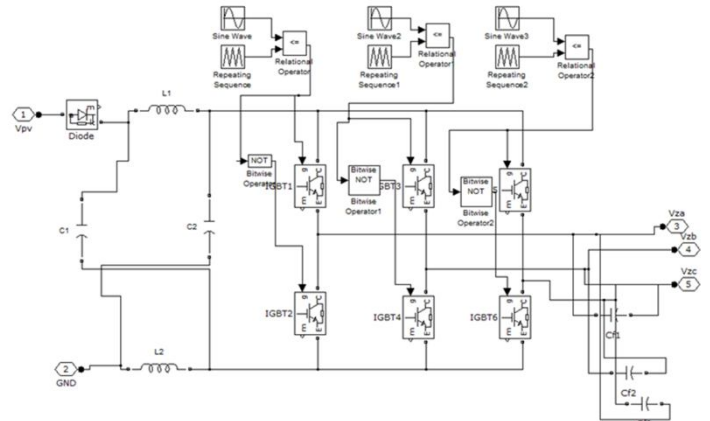 Sine Wave
Repeating
Sequence
<=
Relational
Operator
Sine Wave2
Repeating
Sequence1
<=
Relational
Operator1
Sine Wave3
Repeating
Sequence2
<=
Relational
Operator2
1
Vpv
Diode
L1
C1
C2
NOT
Bitwise
Operator
Bitwise
NOT
Bitwise
Operator1
Bitwise
NOT
Bitwise
Operator2
IGBT1
g
C
m
E
GBT3
g
C
m
E
g
C
m
E
IGBT2
g
C
m
E
IGBT4
g
C
m
E
IGBT6
g
C
m
E
Vza
3
Vzb
4
Vzc
5
Cf1
Cf2
L2
2
GND